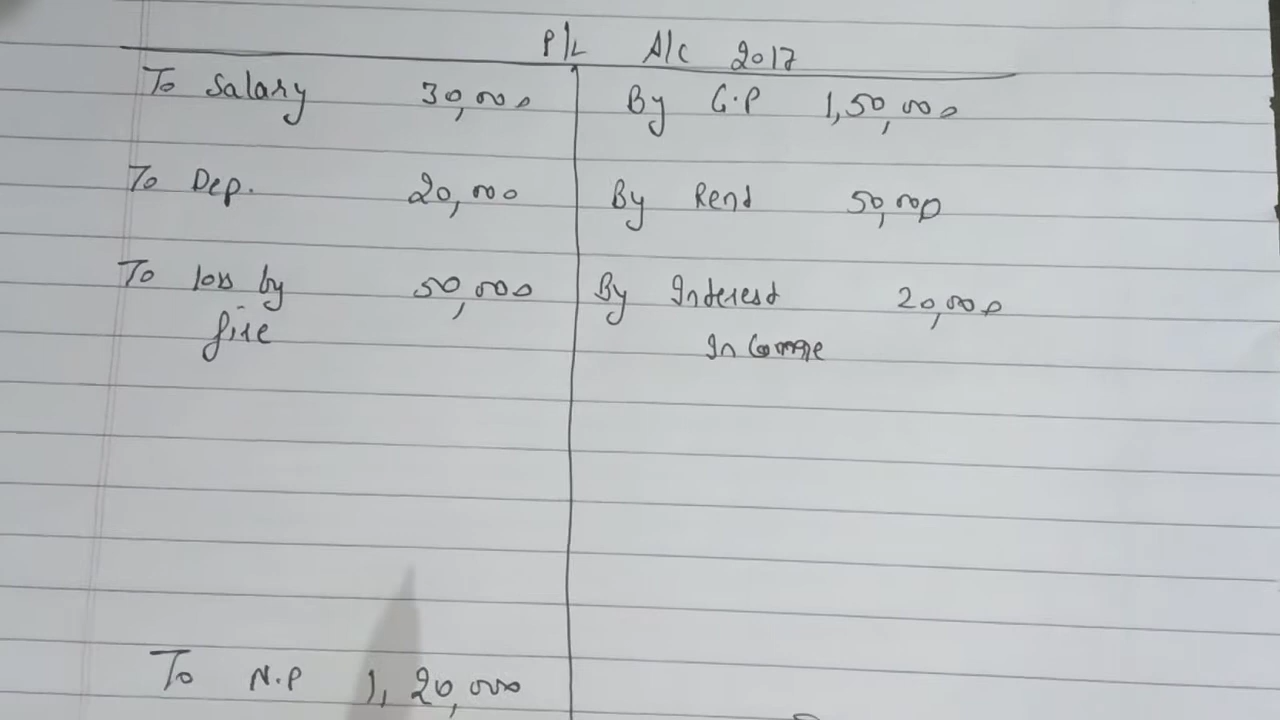 P/L A/C 2017
To Salary 30,000 By G.P 1,50,000
To Dep. 20,000 By Rent 50,000
To loss by 50,000 By Interest 20,000
fire Income
To N.P 1,20,000